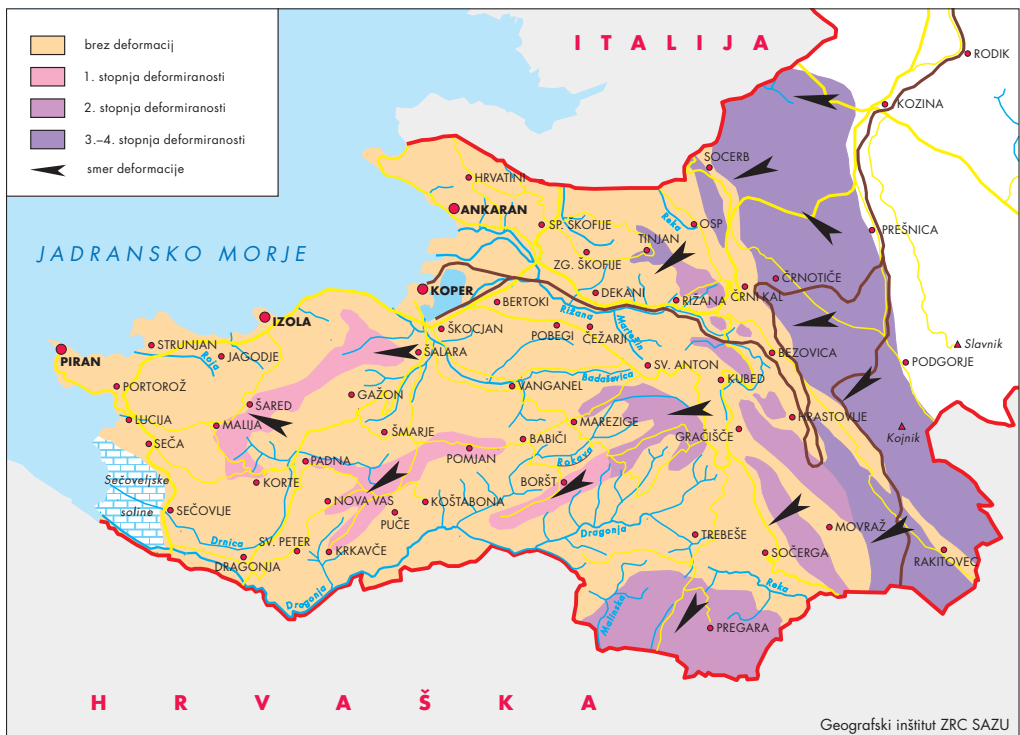 brez deformacij
1. stopnja deformiranosti
2. stopnja deformiranosti
3.–4. stopnja deformiranosti
smer deformacije
I T A L I J A
RODIK
KOZINA
SOCERB
HRVATINI
ANKARAN
SP. ŠKOFIJE
Reka
OSP
PREŠNICA
TINJAN
JADRANSKO MORJE
ZG. ŠKOFIJE
ČRNOTIČE
KOPER
DEKANI
ČRNI KAL
BERTOKI
RIŽANA
Rižana
IZOLA
ŠKOCJAN
POBEGI
ČEŽARJI
Martežin
STRUNJAN
Slavnik
PIRAN
Roja
JAGODJE
ŠALARA
BEZOVICA
PODGORJE
SV. ANTON
PORTOROŽ
VANGANEL
Badaševica
KUBED
GAŽON
ŠARED
LUCIJA
MALIJA
MAREZIGE
HRASTOVLJE
Kojnik
SEČA
ŠMARJE
BABIČI
GRAČIŠČE
POMJAN
Rokava
PADNA
Sečoveljske
soline
KORTE
BORŠT
NOVA VAS
KOŠTABONA
SEČOVLJE
PUČE
Dragonja
MOVRAŽ
TREBEŠE
Drnica
SV. PETER
KRKAVČE
SOČERGA
DRAGONJA
RAKITOVEC
Reka
Dragonja
Malinska
PREGARA
H R V A Š K A
Geografski inštitut ZRC SAZU